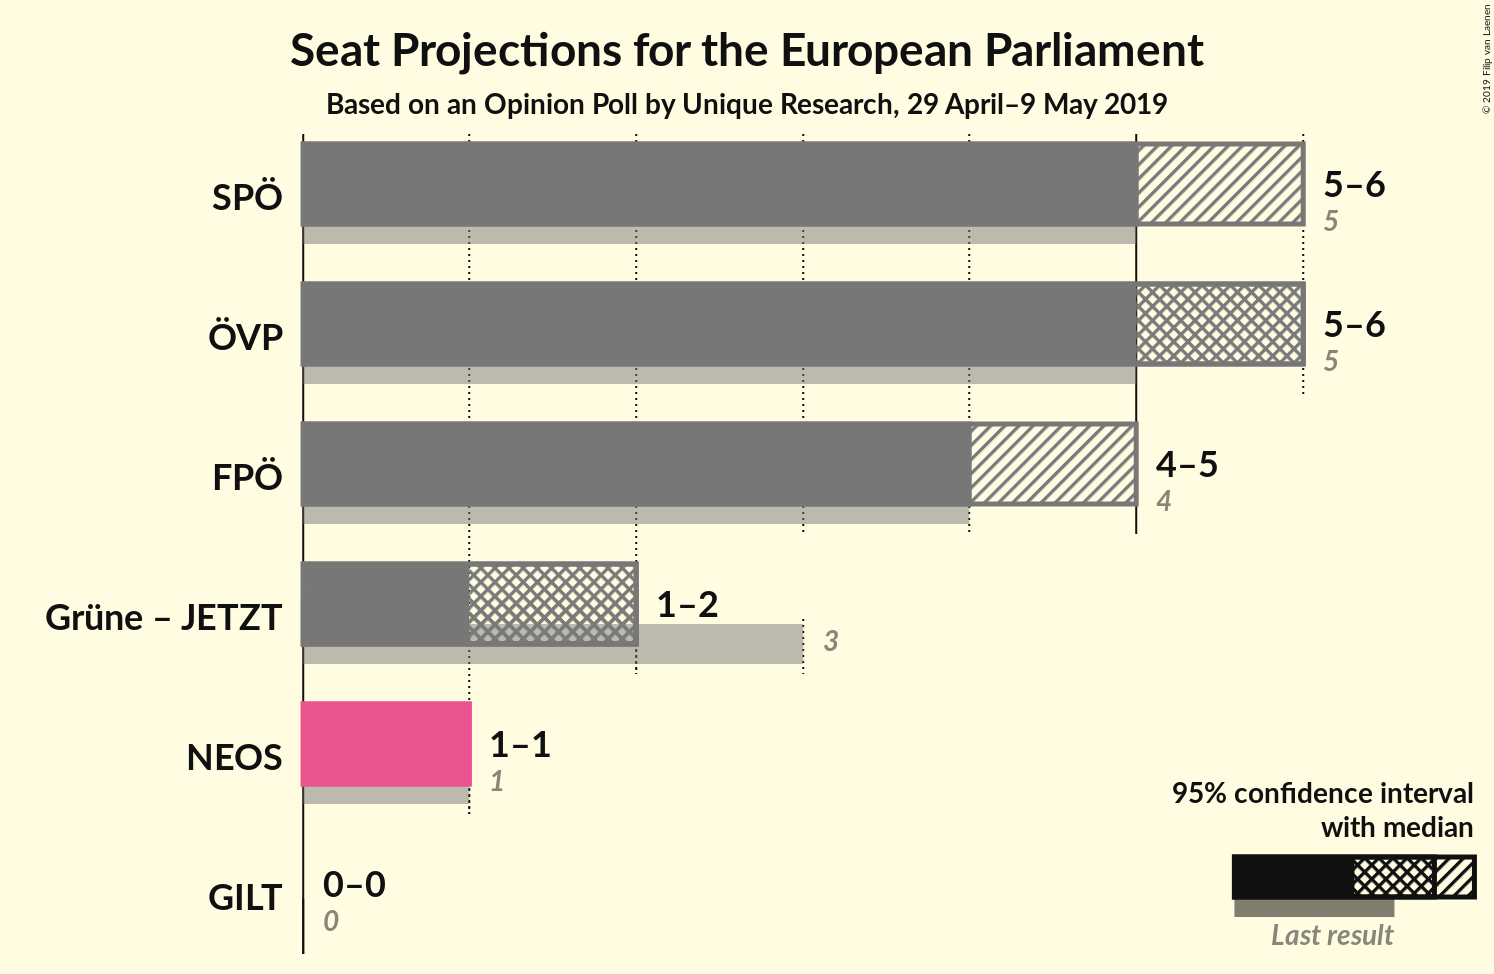 Seat Projections for the European Parliament
Based on an Opinion Poll by Unique Research, 29 April–9 May 2019
© 2019 Filip van Laenen
SPÖ
5–6
5
ÖVP
5–6
5
FPÖ
4–5
4
Grüne – JETZT
1–2
3
NEOS
1–1
1
GILT
0–0
0
95% confidence interval
with median
Last result